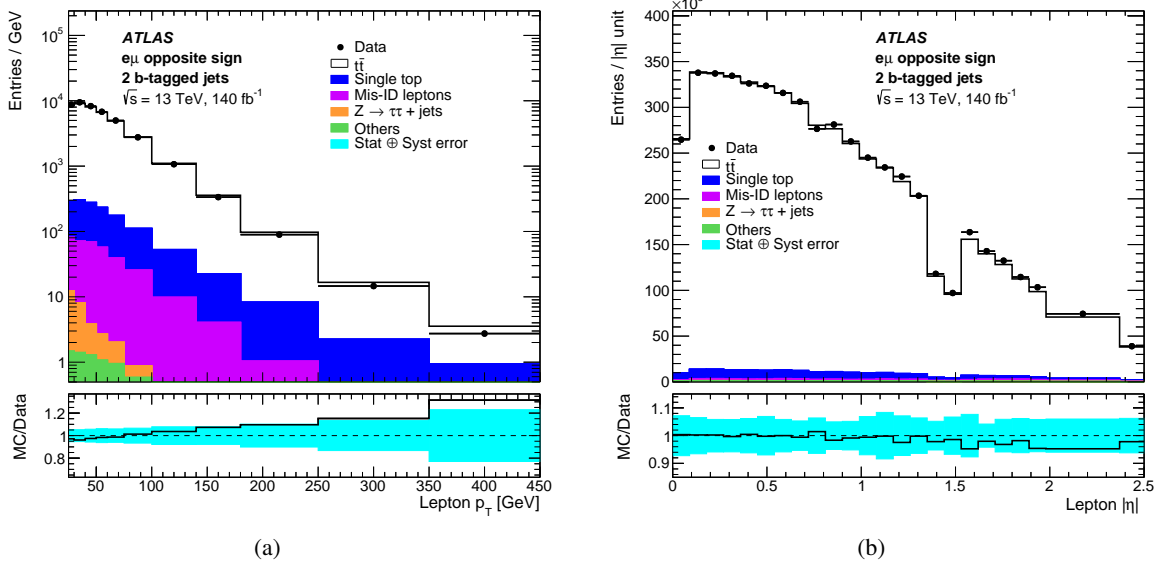 Entries / GeV
10⁵
10⁴
10³
10²
10
1
ATLAS
eμ opposite sign
2 b-tagged jets
√s = 13 TeV, 140 fb⁻¹
Data
tt̄
Single top
Mis-ID leptons
Z → ττ + jets
Others
Stat ⊕ Syst error
MC/Data
1.2
1
0.8
50 100 150 200 250 300 350 400 450
Lepton p_T [GeV]
(a)
Entries / |η| unit
400
350
300
250
200
150
100
50
0
ATLAS
eμ opposite sign
2 b-tagged jets
√s = 13 TeV, 140 fb⁻¹
Data
tt̄
Single top
Mis-ID leptons
Z → ττ + jets
Others
Stat ⊕ Syst error
MC/Data
1.1
1
0.9
0 0.5 1 1.5 2 2.5
Lepton |η|
(b)